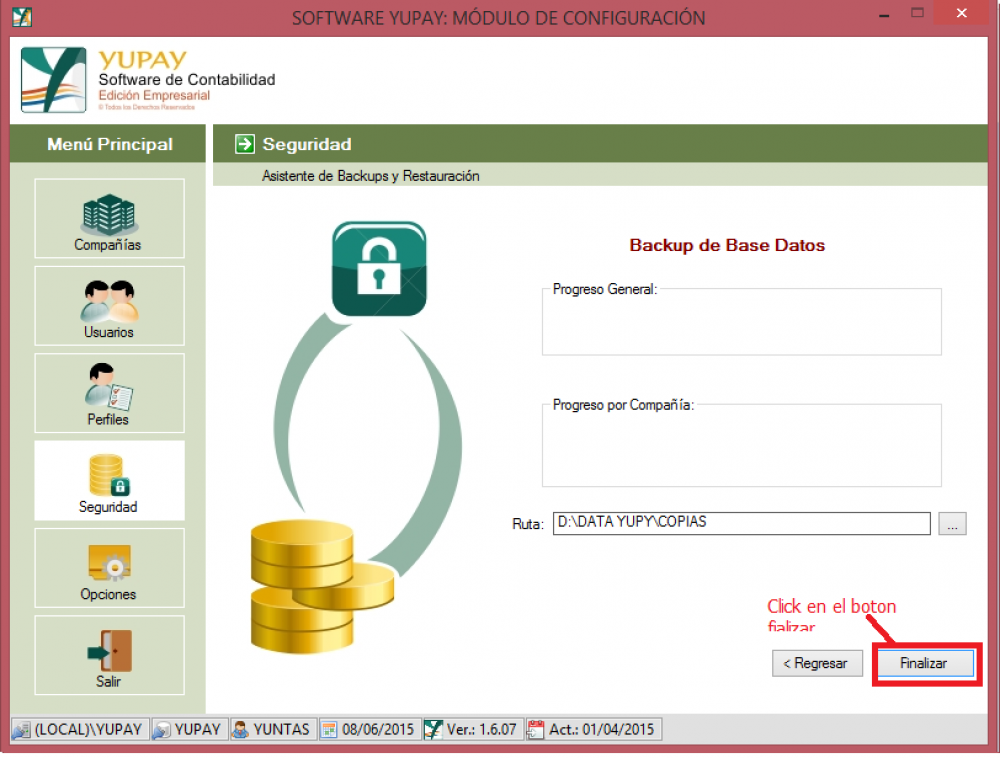 SOFTWARE YUPAY: MÓDULO DE CONFIGURACIÓN
YUPAY
Software de Contabilidad
Edición Empresarial
© Todos los Derechos Reservados
Menú Principal
Seguridad
Asistente de Backups y Restauración
Compañías
Usuarios
Perfiles
Seguridad
Opciones
Salir
Backup de Base Datos
Progreso General:
Progreso por Compañía:
Ruta: D:\DATA YUPY\COPIAS ...
Click en el boton
fializar
< Regresar Finalizar
(LOCAL)\YUPAY YUPAY YUNTAS 08/06/2015 Ver.: 1.6.07 Act.: 01/04/2015